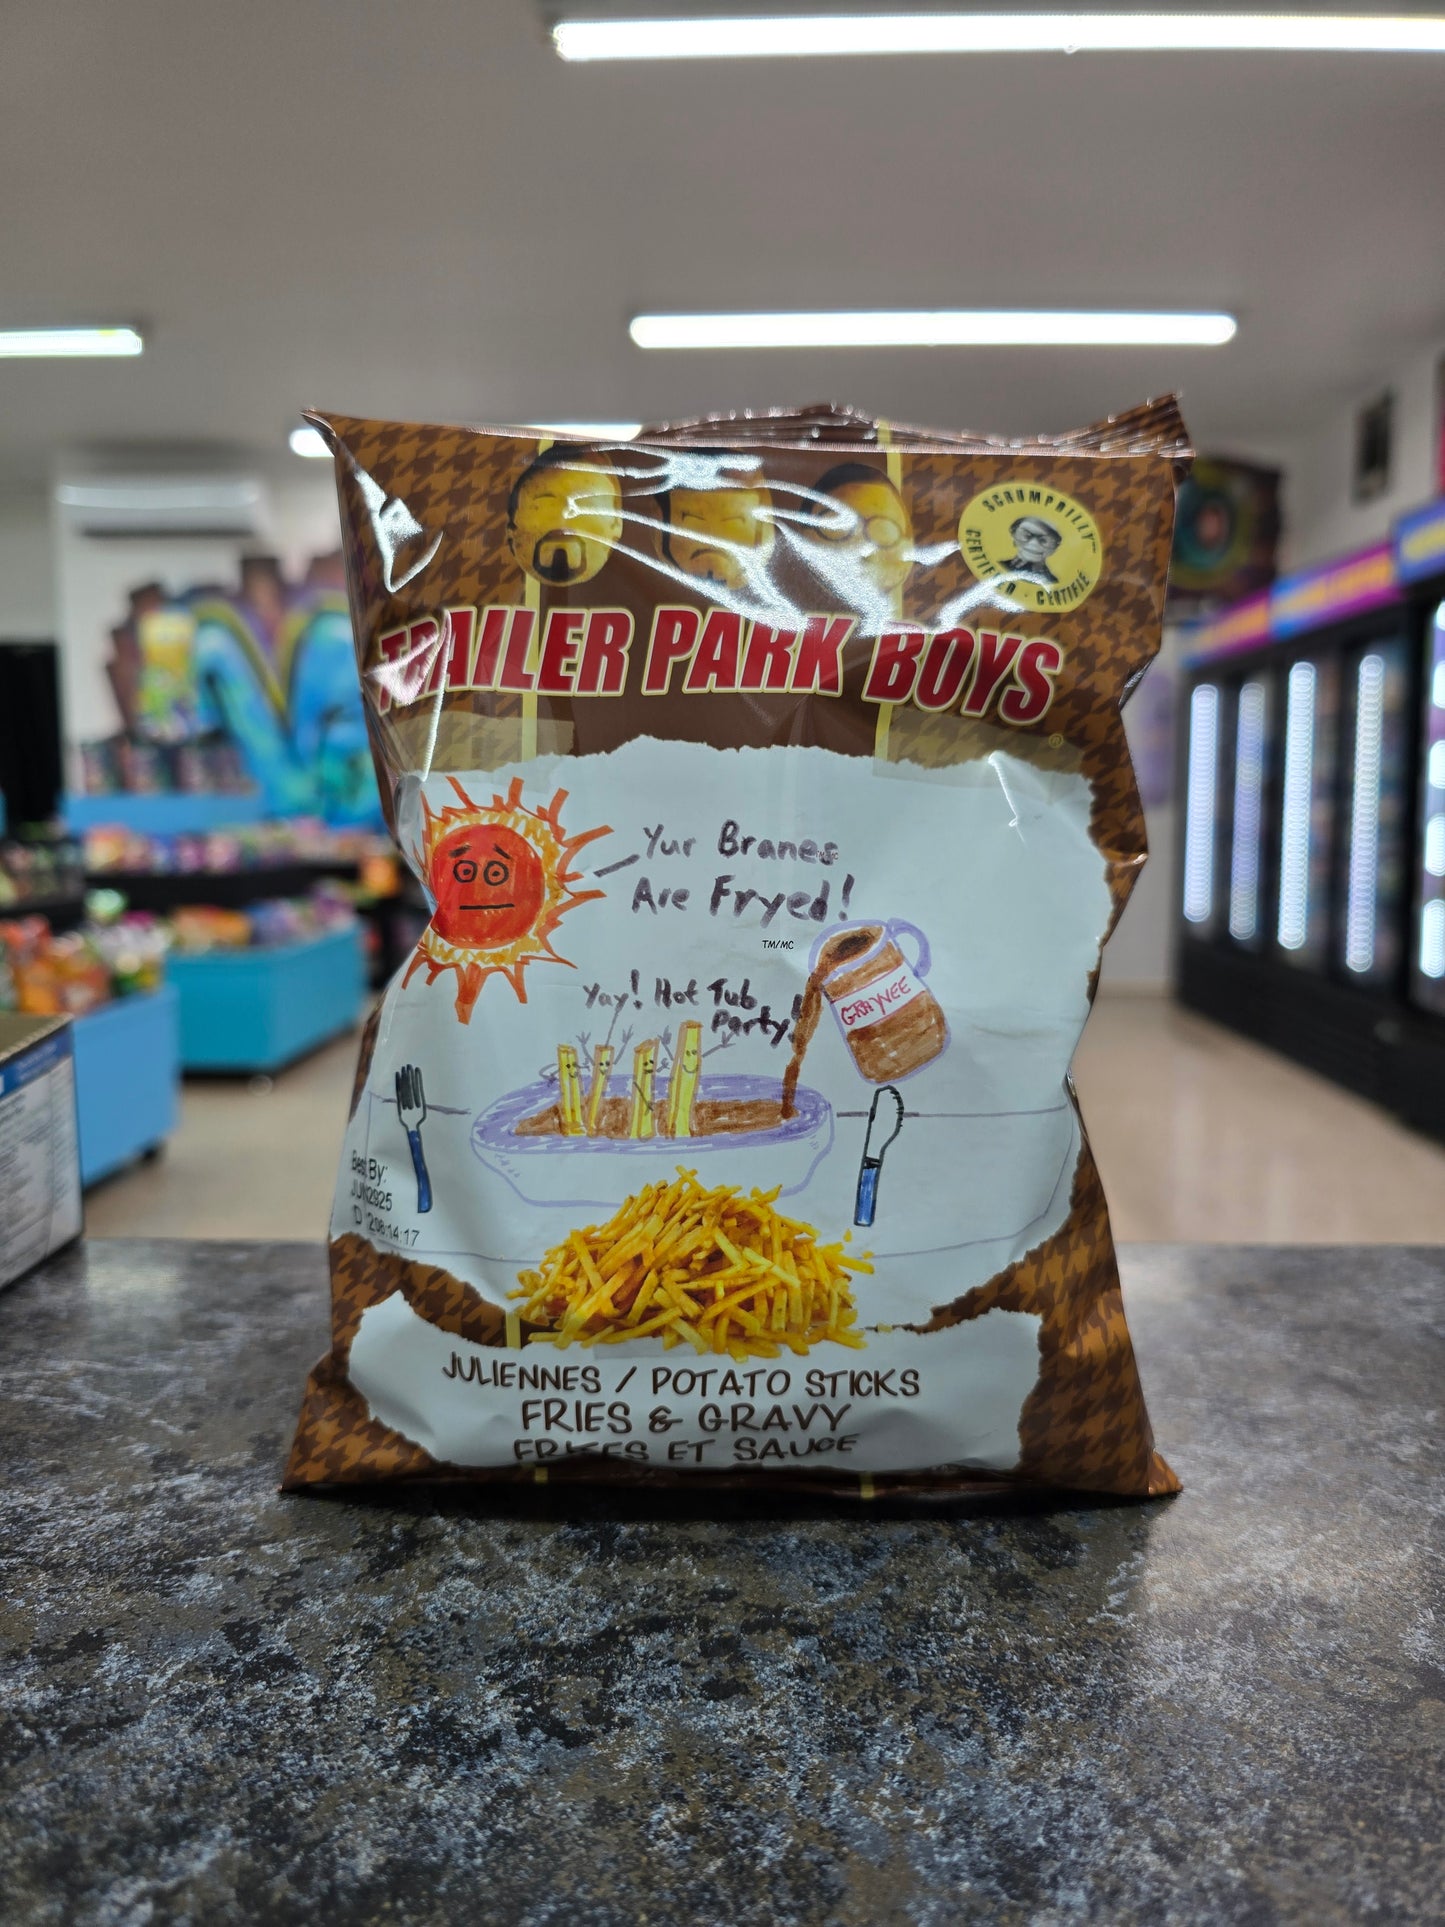 SCRUMPDILLY
CERTIFIED · CERTIFIÉ
TRAILER PARK BOYS
Yur Branes
Are Fryed!
TM/MC
Yay! Hot Tub
Party!
GRAYVEE
Best By:
JUN2925
JULIENNES / POTATO STICKS
FRIES & GRAVY
FRITES ET SAUCE